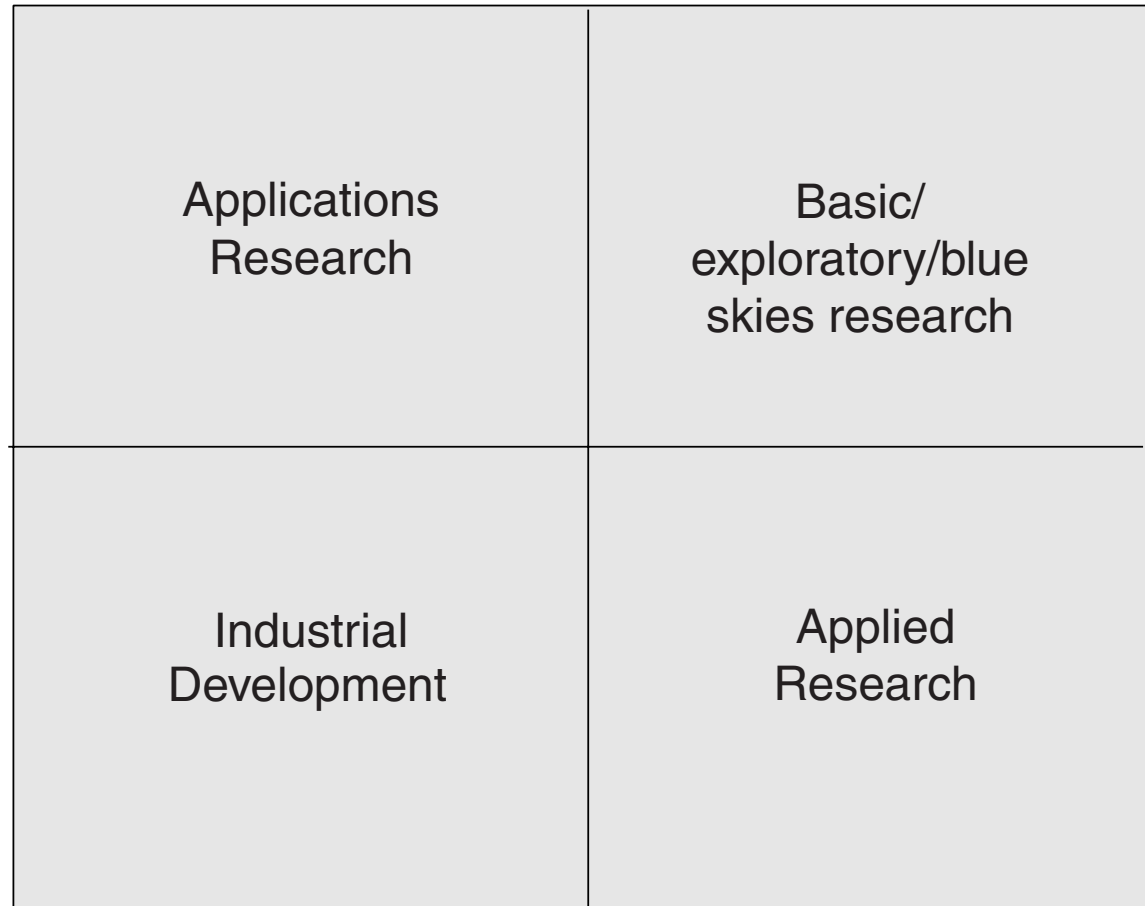 Applications
Research
Basic/
exploratory/blue
skies research
Industrial
Development
Applied
Research